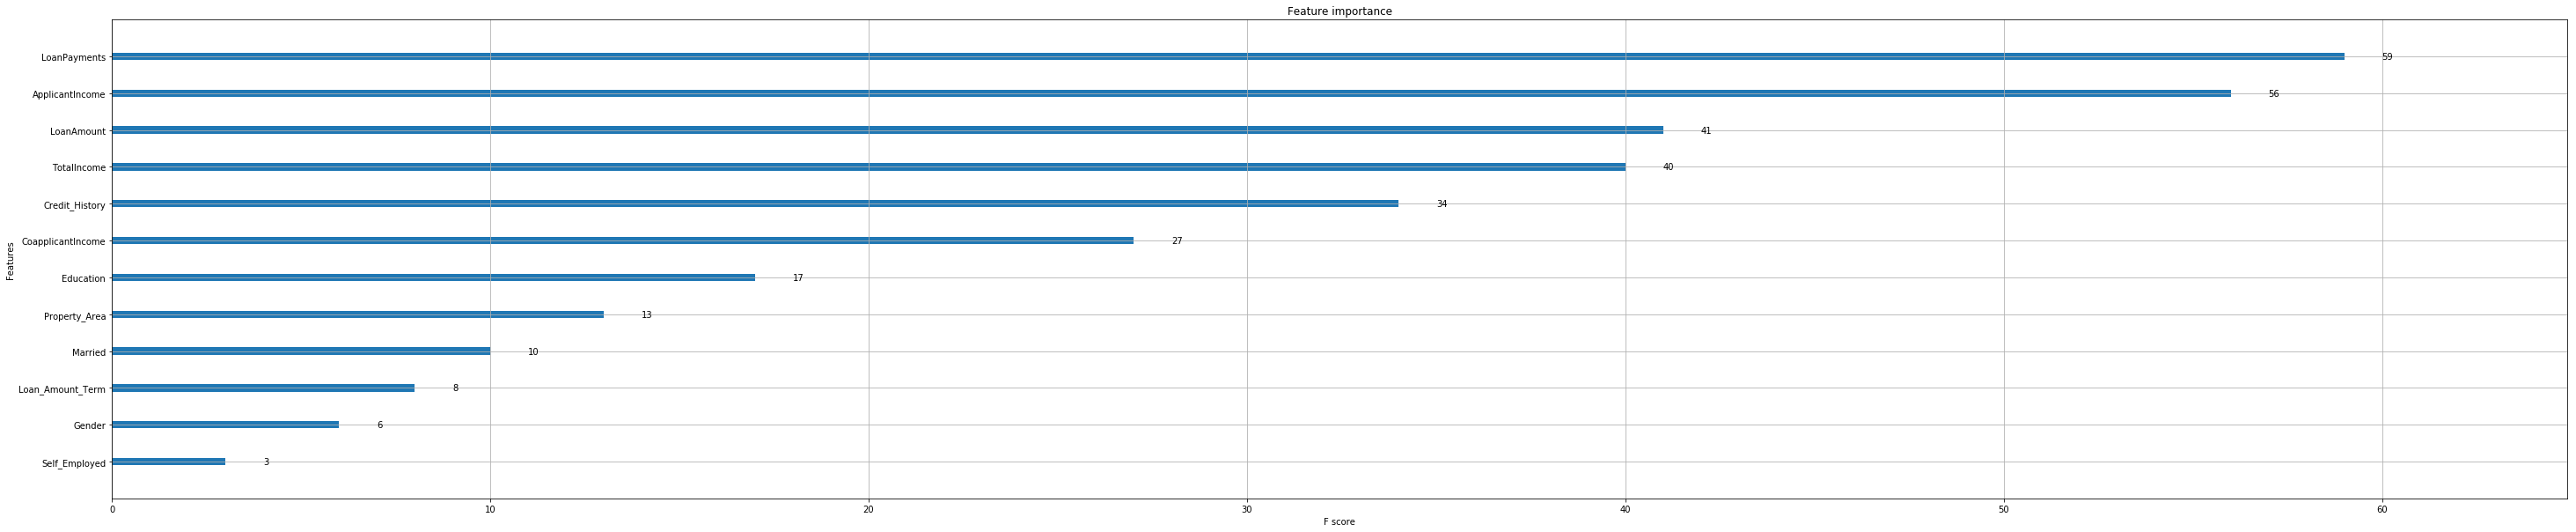 Feature importance
LoanPayments 59
ApplicantIncome 56
LoanAmount 41
TotalIncome 40
Credit_History 34
CoapplicantIncome 27
Education 17
Property_Area 13
Married 10
Loan_Amount_Term 8
Gender 6
Self_Employed 3
Features
0 10 20 30 40 50 60
F score